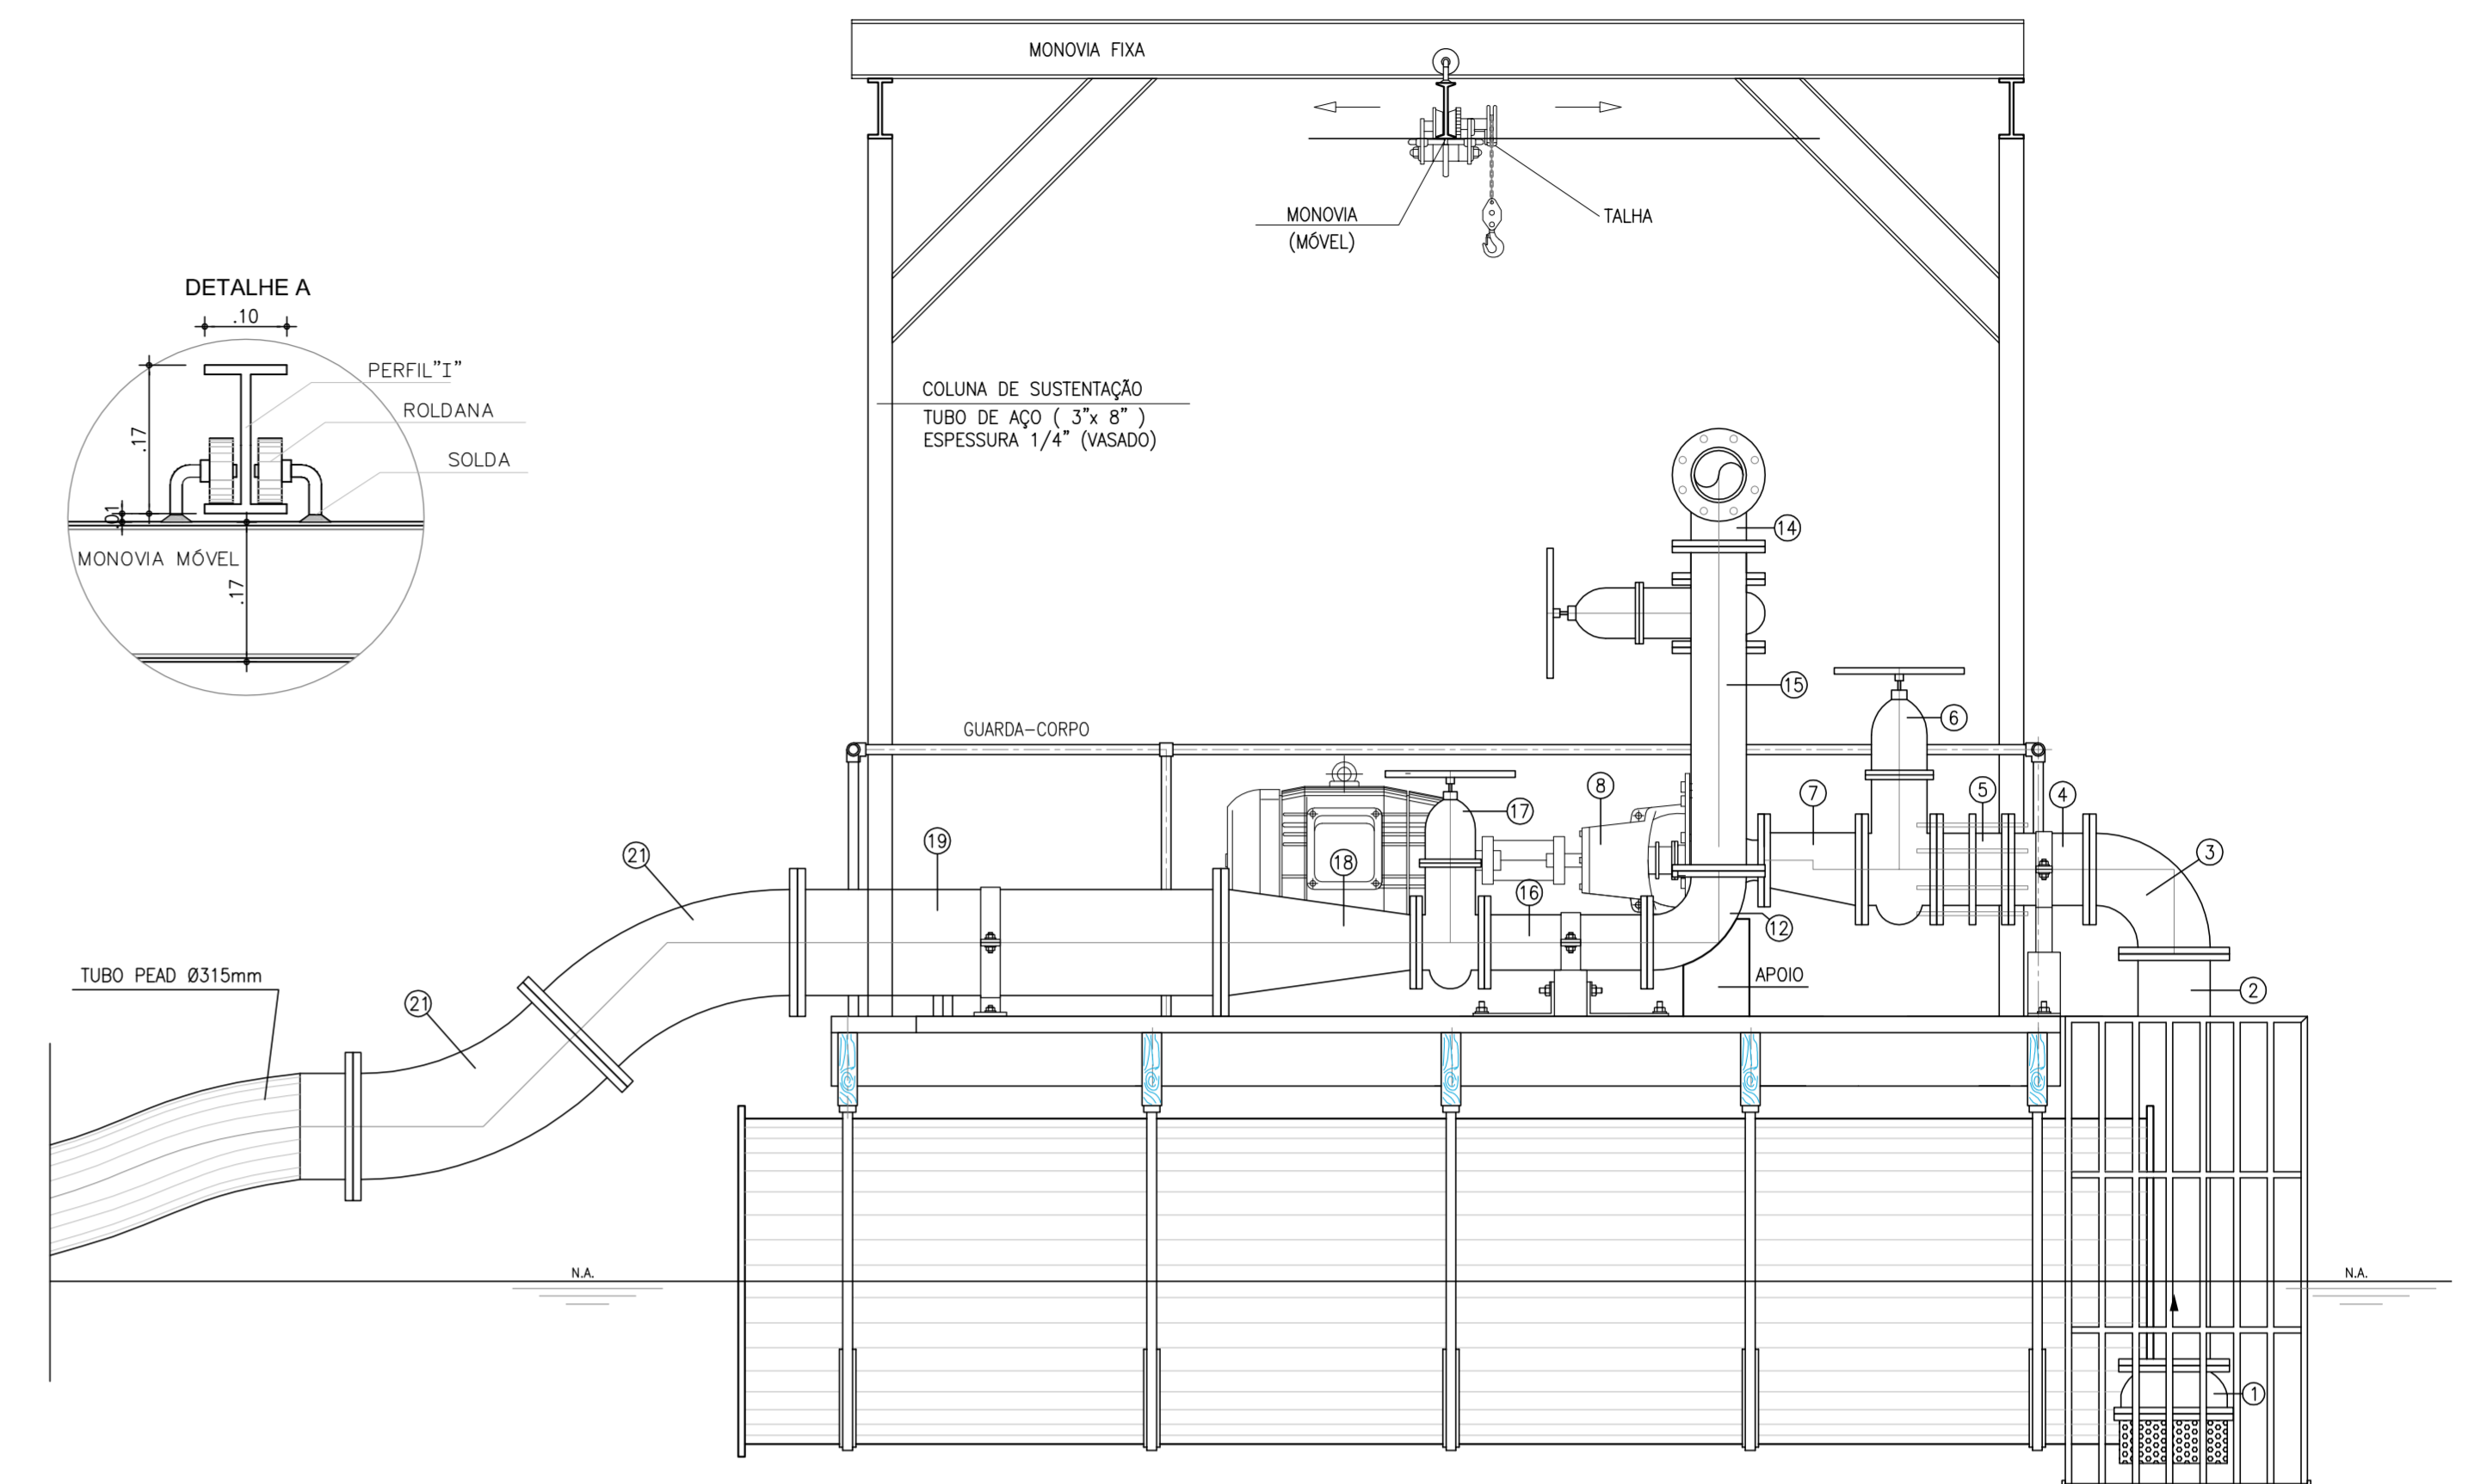 MONOVIA FIXA
MONOVIA
(MÓVEL)
TALHA
DETALHE A
.10
PERFIL"I"
ROLDANA
SOLDA
.17
.01
MONOVIA MÓVEL
.17
COLUNA DE SUSTENTAÇÃO
TUBO DE AÇO ( 3"x 8" )
ESPESSURA 1/4" (VASADO)
14
15
6
GUARDA-CORPO
8
7
5
4
17
19
21
18
16
3
12
APOIO
2
TUBO PEAD Ø315mm
21
N.A.
N.A.
1